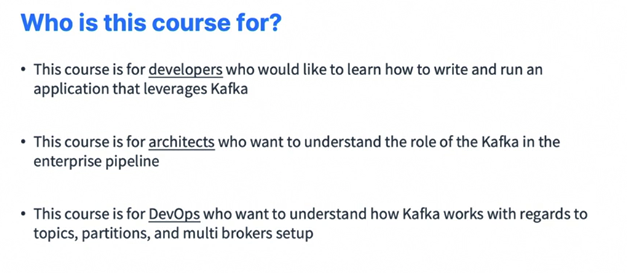 Who is this course for?
• This course is for developers who would like to learn how to write and run an
application that leverages Kafka
• This course is for architects who want to understand the role of the Kafka in the
enterprise pipeline
• This course is for DevOps who want to understand how Kafka works with regards to
topics, partitions, and multi brokers setup